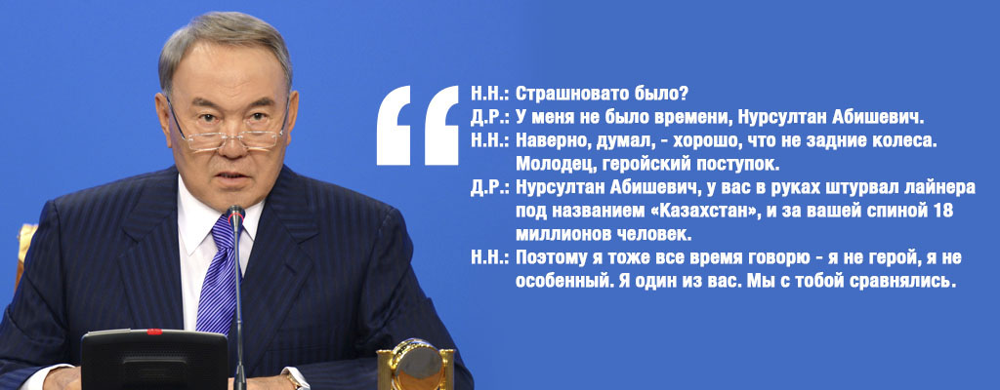 Н.Н.: Страшновато было?
Д.Р.: У меня не было времени, Нурсултан Абишевич.
Н.Н.: Наверно, думал, - хорошо, что не задние колеса.
Молодец, геройский поступок.
Д.Р.: Нурсултан Абишевич, у вас в руках штурвал лайнера
под названием «Казахстан», и за вашей спиной 18
миллионов человек.
Н.Н.: Поэтому я тоже все время говорю - я не герой, я не
особенный. Я один из вас. Мы с тобой сравнялись.